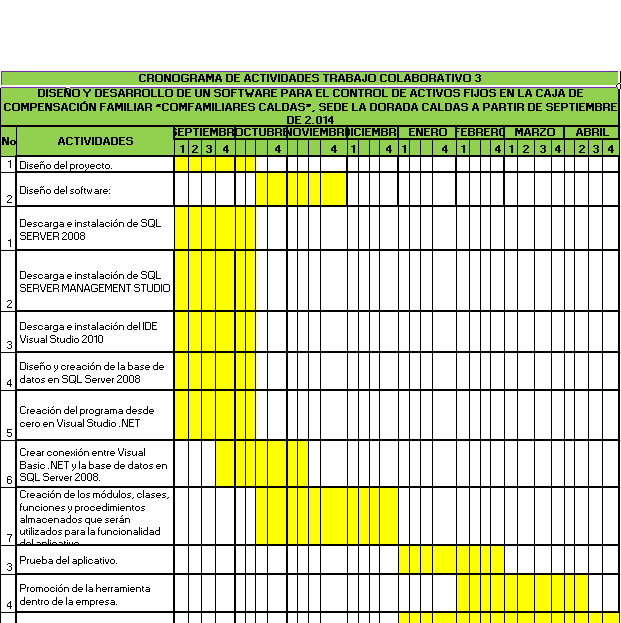 CRONOGRAMA DE ACTIVIDADES TRABAJO COLABORATIVO 3
DISEÑO Y DESARROLLO DE UN SOFTWARE PARA EL CONTROL DE ACTIVOS FIJOS EN LA CAJA DE
COMPENSACIÓN FAMILIAR “COMFAMILIARES CALDAS”, SEDE LA DORADA CALDAS A PARTIR DE SEPTIEMBRE
DE 2.014
No ACTIVIDADES SEPTIEMBR OCTUBRE NOVIEMBRE DICIEMBR ENERO FEBRERO MARZO ABRIL
1 2 3 4 4 4 1 4 1 4 4 1 2 3 4 2 3 4
1 Diseño del proyecto.
2 Diseño del software:
1 Descarga e instalación de SQL
SERVER 2008
2 Descarga e instalación de SQL
SERVER MANAGEMENT STUDIO
3 Descarga e instalación del IDE
Visual Studio 2010
4 Diseño y creación de la base de
datos en SQL Server 2008
5 Creación del programa desde
cero en Visual Studio .NET
6 Crear conexión entre Visual
Basic .NET y la base de datos en
SQL Server 2008.
7 Creación de los módulos, clases,
funciones y procedimientos
almacenados que serán
utilizados para la funcionalidad
del aplicativo
3 Prueba del aplicativo.
4 Promoción de la herramienta
dentro de la empresa.